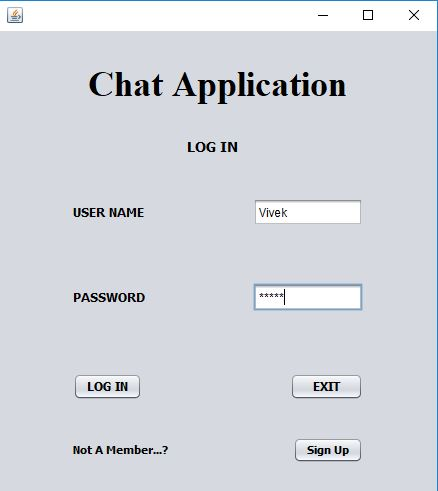 Chat Application
LOG IN
USER NAME Vivek
PASSWORD *****
LOG IN EXIT
Not A Member...? Sign Up